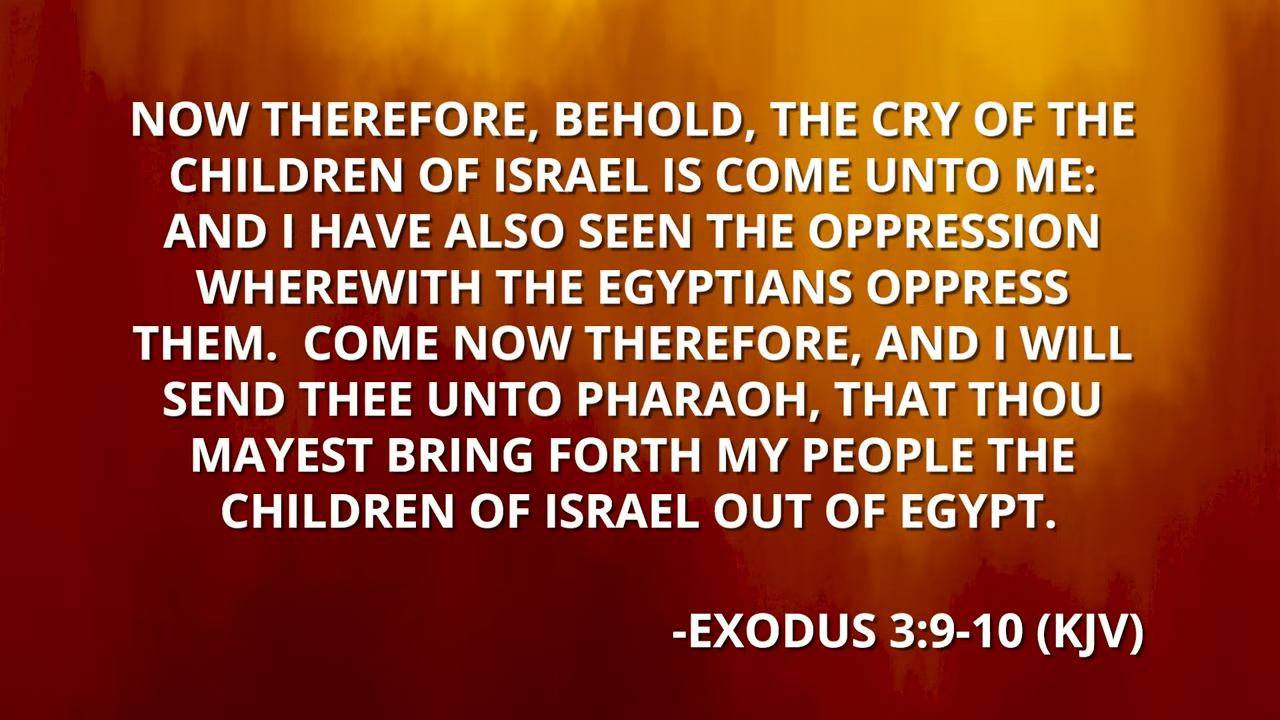 NOW THEREFORE, BEHOLD, THE CRY OF THE
CHILDREN OF ISRAEL IS COME UNTO ME:
AND I HAVE ALSO SEEN THE OPPRESSION
WHEREWITH THE EGYPTIANS OPPRESS
THEM.  COME NOW THEREFORE, AND I WILL
SEND THEE UNTO PHARAOH, THAT THOU
MAYEST BRING FORTH MY PEOPLE THE
CHILDREN OF ISRAEL OUT OF EGYPT.
-EXODUS 3:9-10 (KJV)